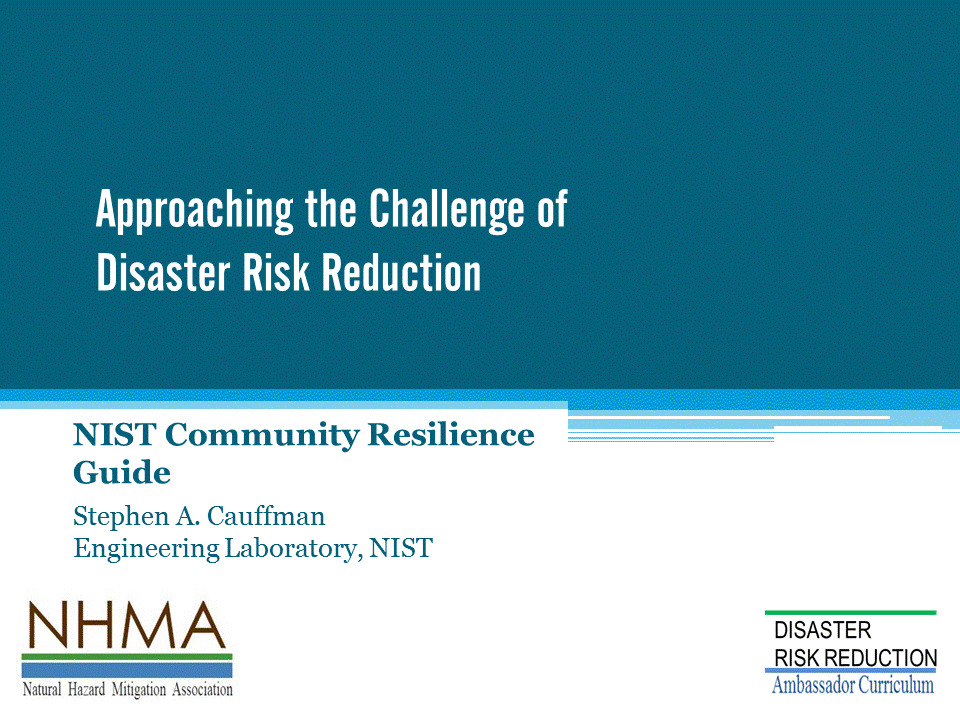 Approaching the Challenge of
Disaster Risk Reduction
NIST Community Resilience
Guide
Stephen A. Cauffman
Engineering Laboratory, NIST
NHMA
Natural Hazard Mitigation Association
DISASTER
RISK REDUCTION
Ambassador Curriculum